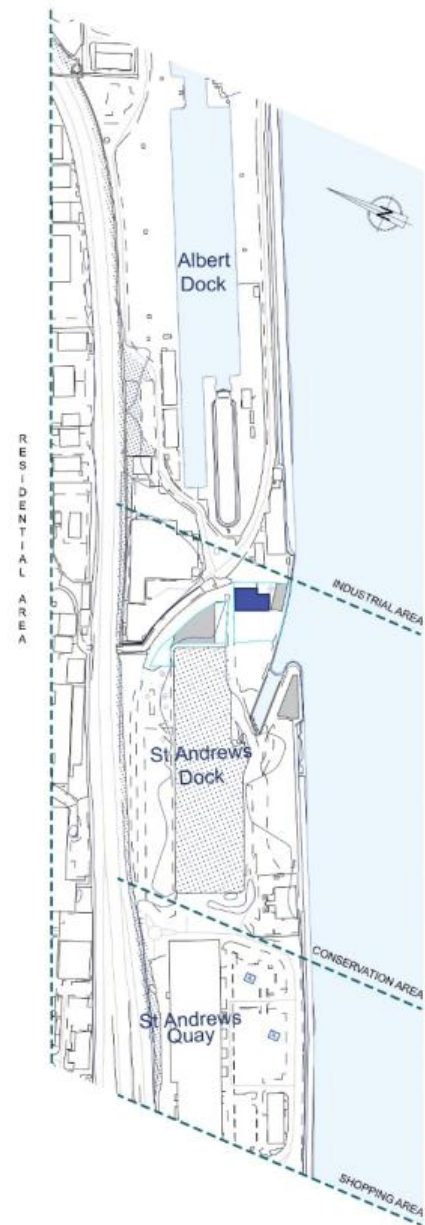 N
Albert
Dock
RESIDENTIAL AREA
INDUSTRIAL AREA
St Andrews
Dock
CONSERVATION AREA
St Andrews
Quay
SHOPPING AREA